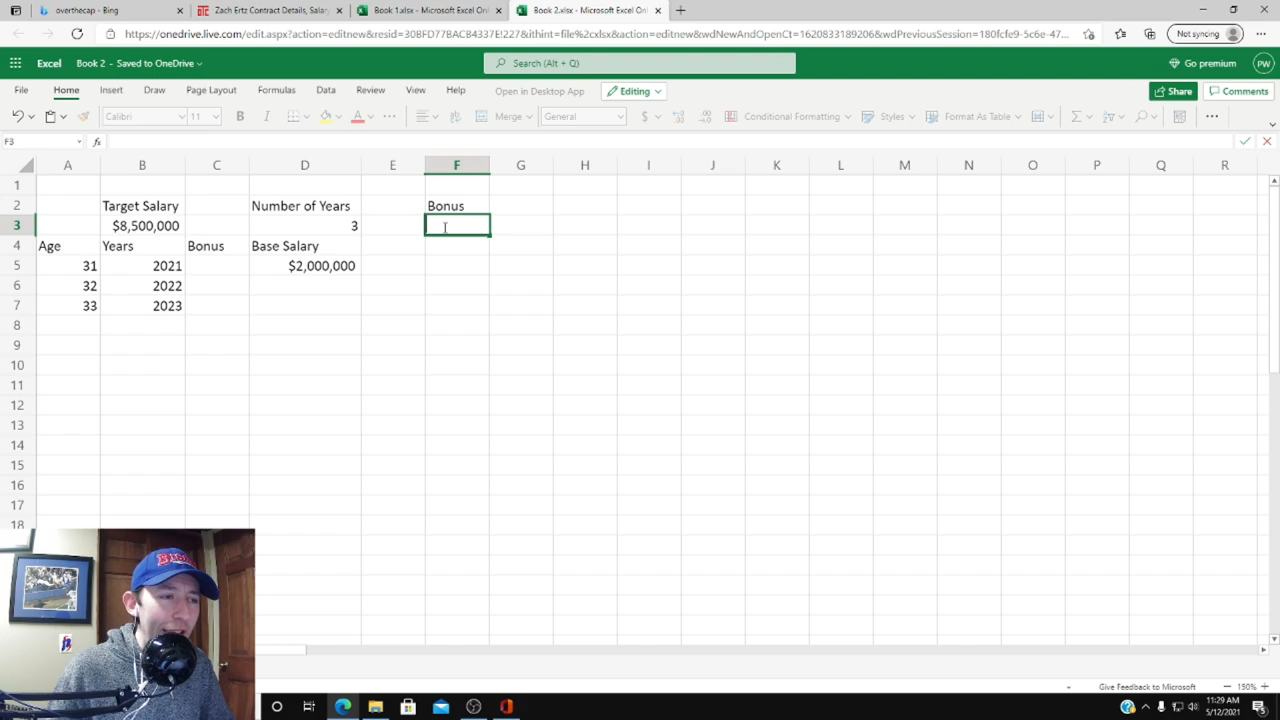 overthecap - Bing
Zach Ertz Contract Details, Salary
Book 1.xlsx - Microsoft Excel Onl
Book 2.xlsx - Microsoft Excel Onl
https://onedrive.live.com/edit.aspx?action=editnew&resid=30BFD77BACB4337E!227&ithint=file%2cxlsx&action=editnew&wdNewAndOpenCt=1620833189206&wdPreviousSession=180fcfe9-5c6e-47...
Not syncing
Excel Book 2 - Saved to OneDrive
Search (Alt + Q)
Go premium PW
File Home Insert Draw Page Layout Formulas Data Review View Help Open in Desktop App Editing Share Comments
Calibri 11 B I A Merge General $ Conditional Formatting Styles Format As Table
F3 fx
A B C D E F G H I J K L M N O P Q R
1
2 Target Salary Number of Years Bonus
3 $8,500,000 3
4 Age Years Bonus Base Salary
5 31 2021 $2,000,000
6 32 2022
7 33 2023
8
9
10
11
12
13
14
15
16
17
18
Give Feedback to Microsoft 150%
11:29 AM
5/12/2021